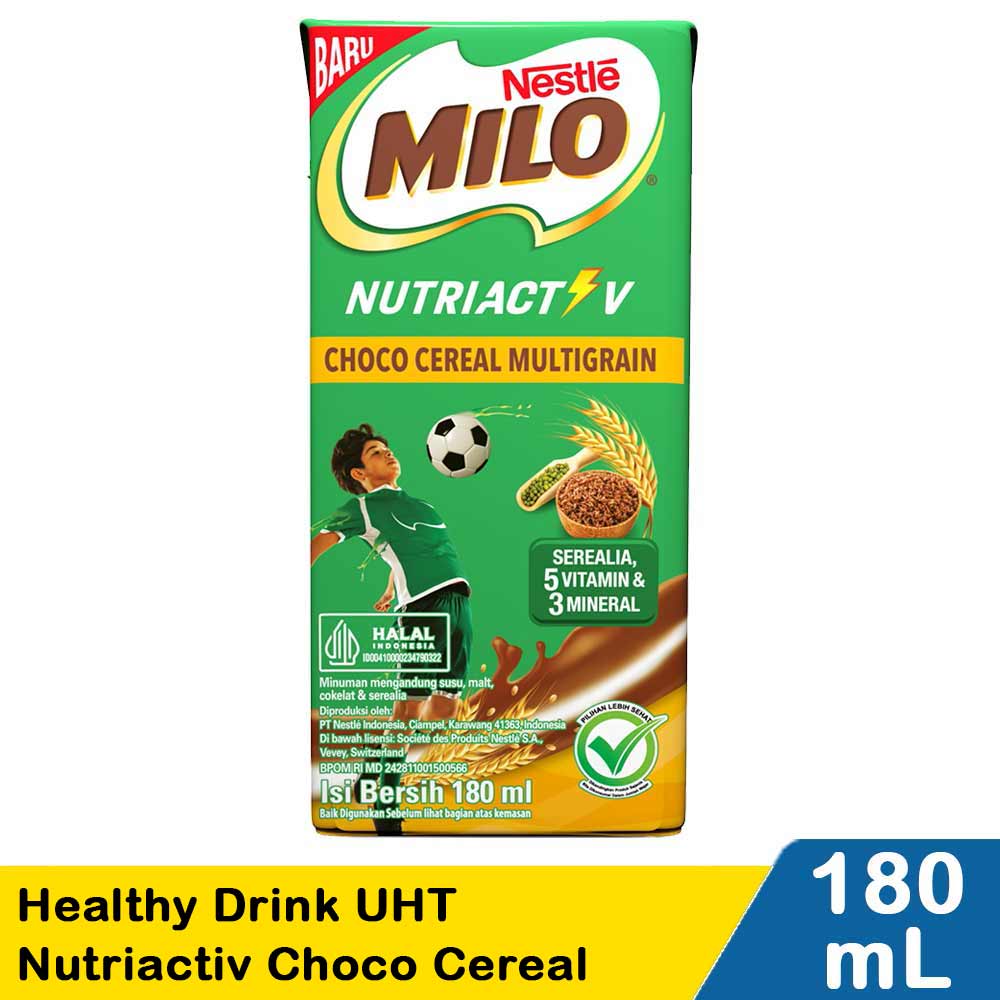 BARU
Nestlé
MILO
®
NUTRIACT V
CHOCO CEREAL MULTIGRAIN
SEREALIA,
5 VITAMIN &
3 MINERAL
HALAL
INDONESIA
ID00410000234790322
Minuman mengandung susu, malt,
cokelat & serealia
Diproduksi oleh:
PT Nestlé Indonesia, Ciampel, Karawang 41363, Indonesia
Di bawah lisensi: Société des Produits Nestlé S.A.,
Vevey, Switzerland
BPOM RI MD 242811001500566
Isi Bersih 180 ml
Baik Digunakan Sebelum lihat bagian atas kemasan
PILIHAN LEBIH SEHAT
Healthy Drink UHT
Nutriactiv Choco Cereal
180
mL